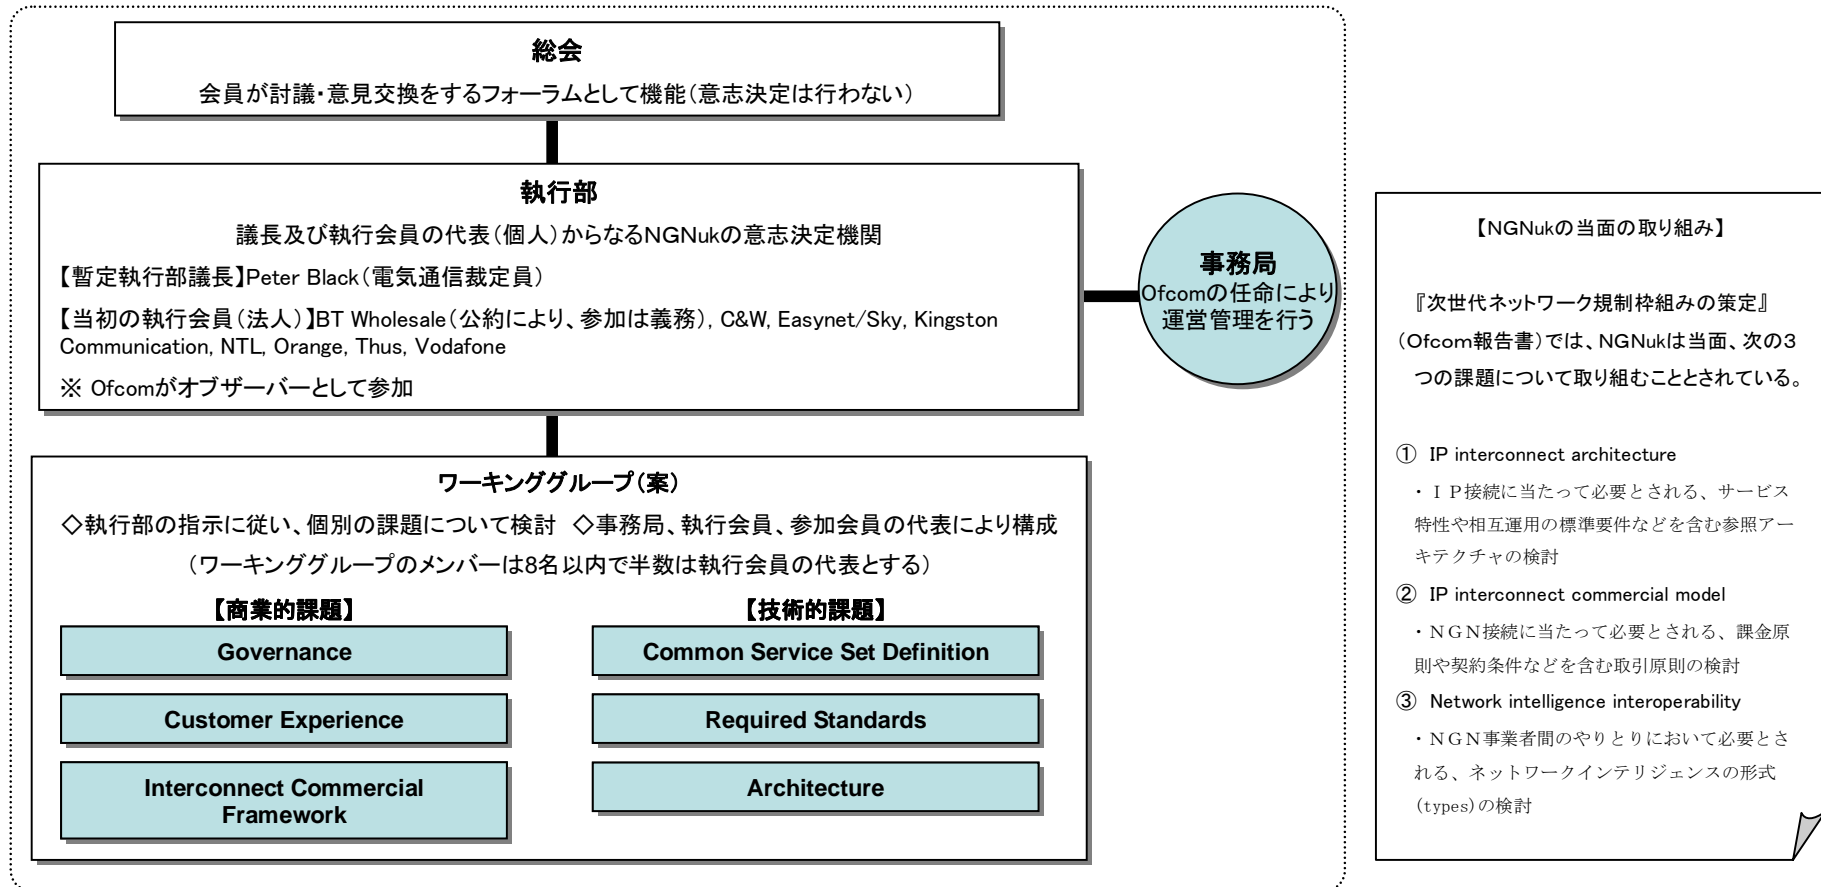 総会
会員が討議・意見交換をするフォーラムとして機能(意志決定は行わない)
執行部
議長及び執行会員の代表(個人)からなるNGNukの意志決定機関
【暫定執行部議長】Peter Black(電気通信裁定員)
【当初の執行会員(法人)】BT Wholesale(公約により、参加は義務), C&W, Easynet/Sky, Kingston
Communication, NTL, Orange, Thus, Vodafone
※ Ofcomがオブザーバーとして参加
事務局
Ofcomの任命により
運営管理を行う
ワーキンググループ(案)
◇執行部の指示に従い、個別の課題について検討 ◇事務局、執行会員、参加会員の代表により構成
(ワーキンググループのメンバーは8名以内で半数は執行会員の代表とする)
【商業的課題】
Governance
Customer Experience
Interconnect Commercial
Framework
【技術的課題】
Common Service Set Definition
Required Standards
Architecture
【NGNukの当面の取り組み】
『次世代ネットワーク規制枠組みの策定』
(Ofcom報告書)では、NGNukは当面、次の3
つの課題について取り組むこととされている。
① IP interconnect architecture
・ＩＰ接続に当たって必要とされる、サービス
特性や相互運用の標準要件などを含む参照アー
キテクチャの検討
② IP interconnect commercial model
・ＮＧＮ接続に当たって必要とされる、課金原
則や契約条件などを含む取引原則の検討
③ Network intelligence interoperability
・ＮＧＮ事業者間のやりとりにおいて必要とさ
れる、ネットワークインテリジェンスの形式
(types)の検討